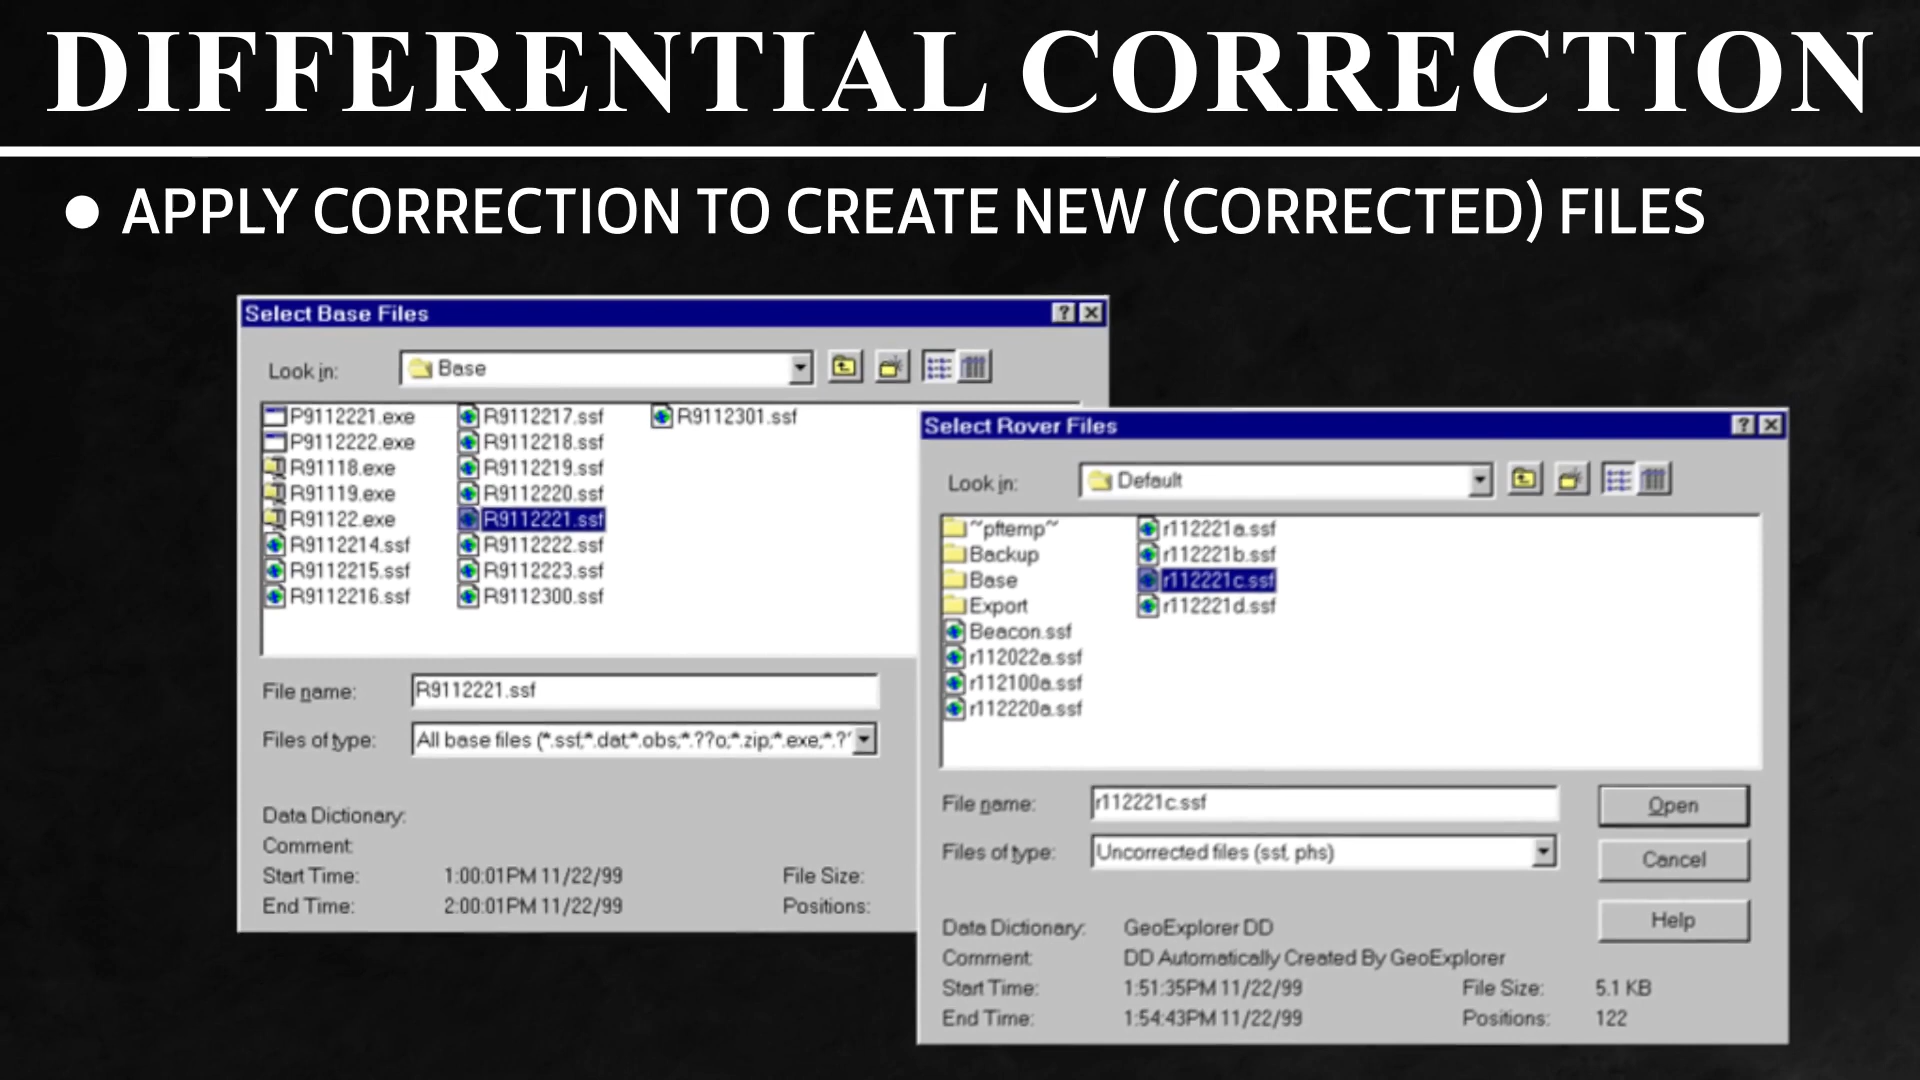 DIFFERENTIAL CORRECTION
● APPLY CORRECTION TO CREATE NEW (CORRECTED) FILES
Select Base Files
Look in: Base
P9112221.exe R9112217.ssf R9112301.ssf
P9112222.exe R9112218.ssf
R91118.exe R9112219.ssf
R91119.exe R9112220.ssf
R91122.exe R9112221.ssf
R9112214.ssf R9112222.ssf
R9112215.ssf R9112223.ssf
R9112216.ssf R9112300.ssf
File name: R9112221.ssf
Files of type: All base files (*.ssf;*.dat;*.obs;*.??o;*.zip;*.exe;*.?
Data Dictionary:
Comment:
Start Time: 1:00:01PM 11/22/99 File Size:
End Time: 2:00:01PM 11/22/99 Positions:
Select Rover Files
Look in: Default
~pftemp~ r112221a.ssf
Backup r112221b.ssf
Base r112221c.ssf
Export r112221d.ssf
Beacon.ssf
r112022a.ssf
r112100a.ssf
r112220a.ssf
File name: r112221c.ssf Open
Files of type: Uncorrected files (ssf, phs) Cancel
Help
Data Dictionary: GeoExplorer DD
Comment: DD Automatically Created By GeoExplorer
Start Time: 1:51:35PM 11/22/99 File Size: 5.1 KB
End Time: 1:54:43PM 11/22/99 Positions: 122